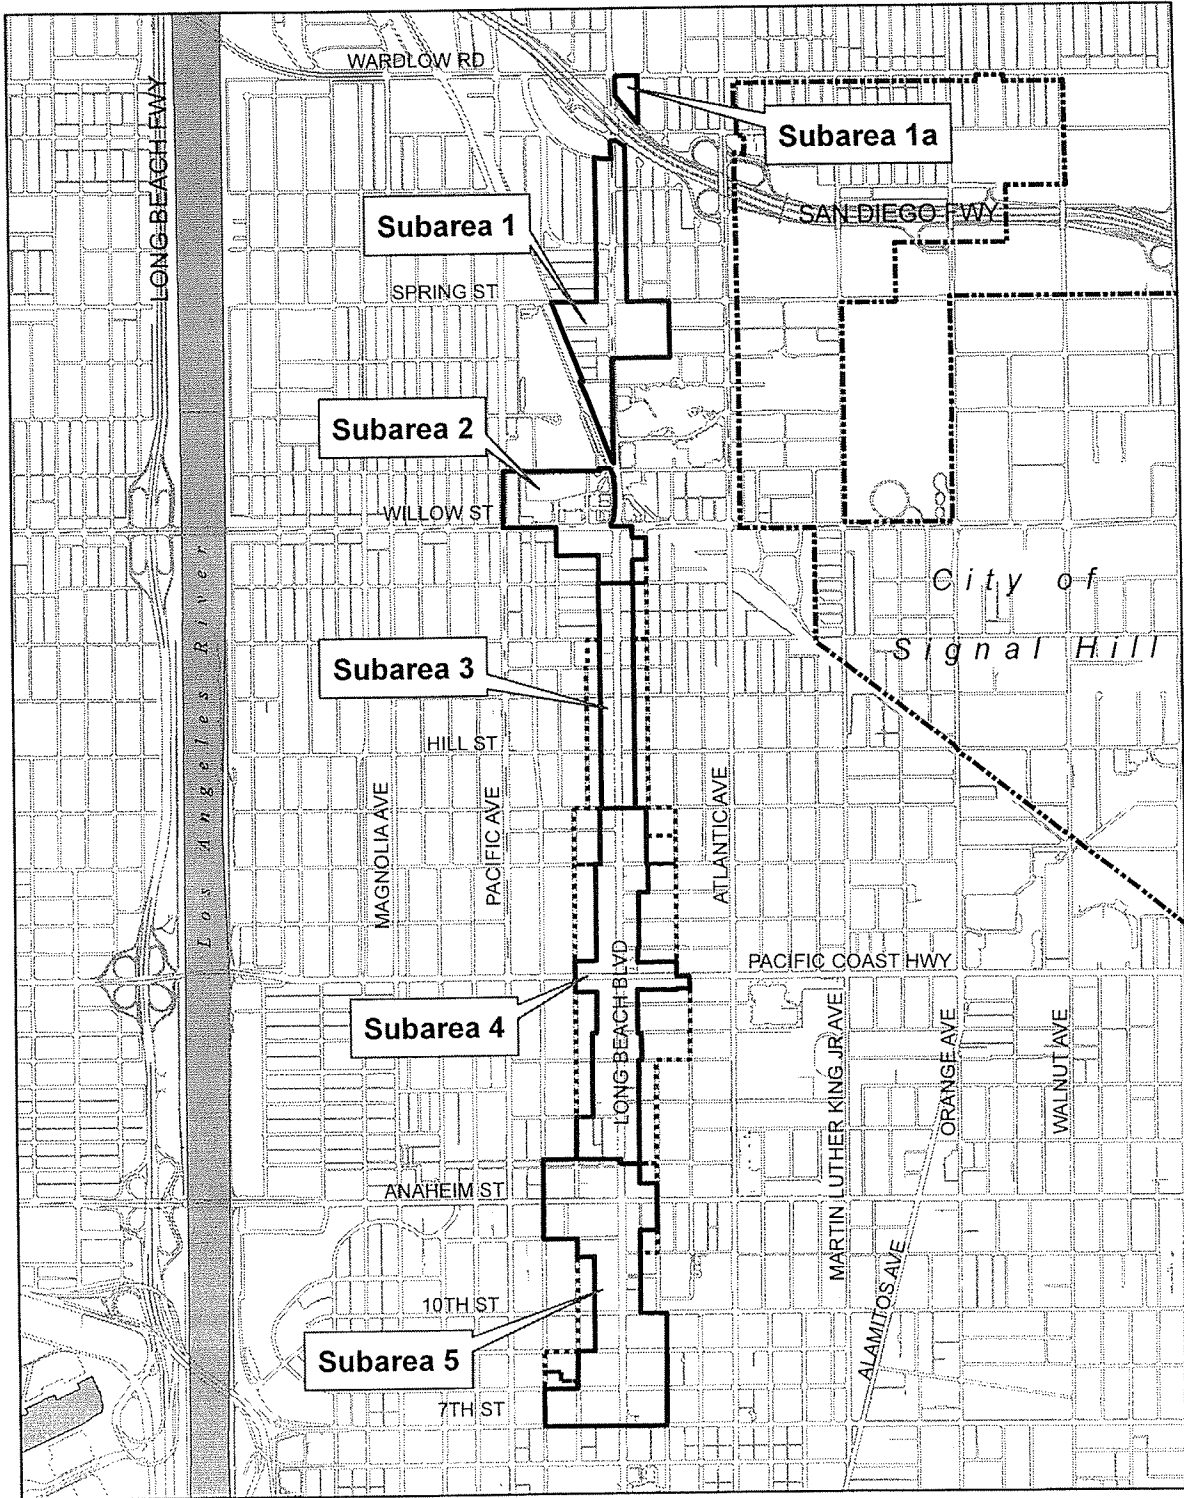 WARDLOW RD
LONG BEACH FWY
Subarea 1a
SAN DIEGO FWY
Subarea 1
SPRING ST
Subarea 2
WILLOW ST
Los Angeles River
City of
Signal Hill
Subarea 3
HILL ST
MAGNOLIA AVE
PACIFIC AVE
ATLANTIC AVE
LONG BEACH BLVD
PACIFIC COAST HWY
Subarea 4
MARTIN LUTHER KING JR AVE
ORANGE AVE
WALNUT AVE
ANAHEIM ST
ALAMITOS AVE
10TH ST
Subarea 5
7TH ST